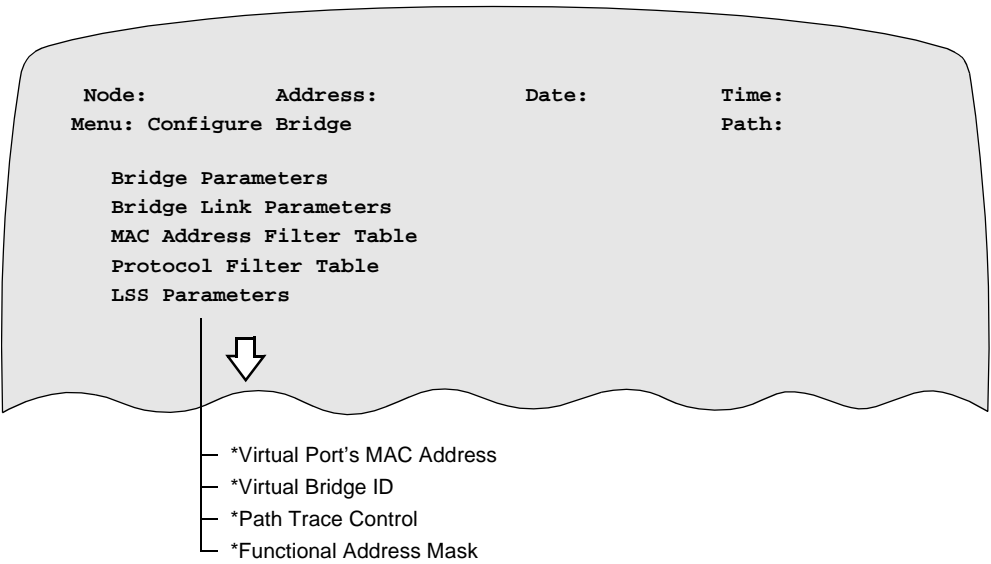 Node: Address: Date: Time:
Menu: Configure Bridge Path:
Bridge Parameters
Bridge Link Parameters
MAC Address Filter Table
Protocol Filter Table
LSS Parameters
*Virtual Port's MAC Address
*Virtual Bridge ID
*Path Trace Control
*Functional Address Mask